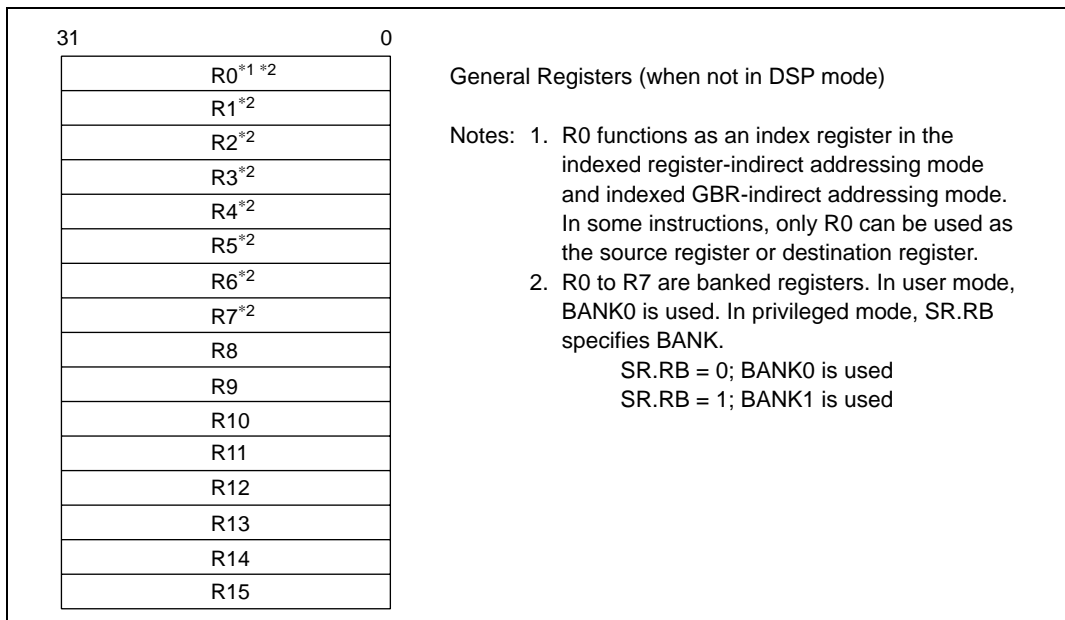 31 0
R0*1 *2
R1*2
R2*2
R3*2
R4*2
R5*2
R6*2
R7*2
R8
R9
R10
R11
R12
R13
R14
R15
General Registers (when not in DSP mode)
Notes: 1. R0 functions as an index register in the
indexed register-indirect addressing mode
and indexed GBR-indirect addressing mode.
In some instructions, only R0 can be used as
the source register or destination register.
2. R0 to R7 are banked registers. In user mode,
BANK0 is used. In privileged mode, SR.RB
specifies BANK.
SR.RB = 0; BANK0 is used
SR.RB = 1; BANK1 is used